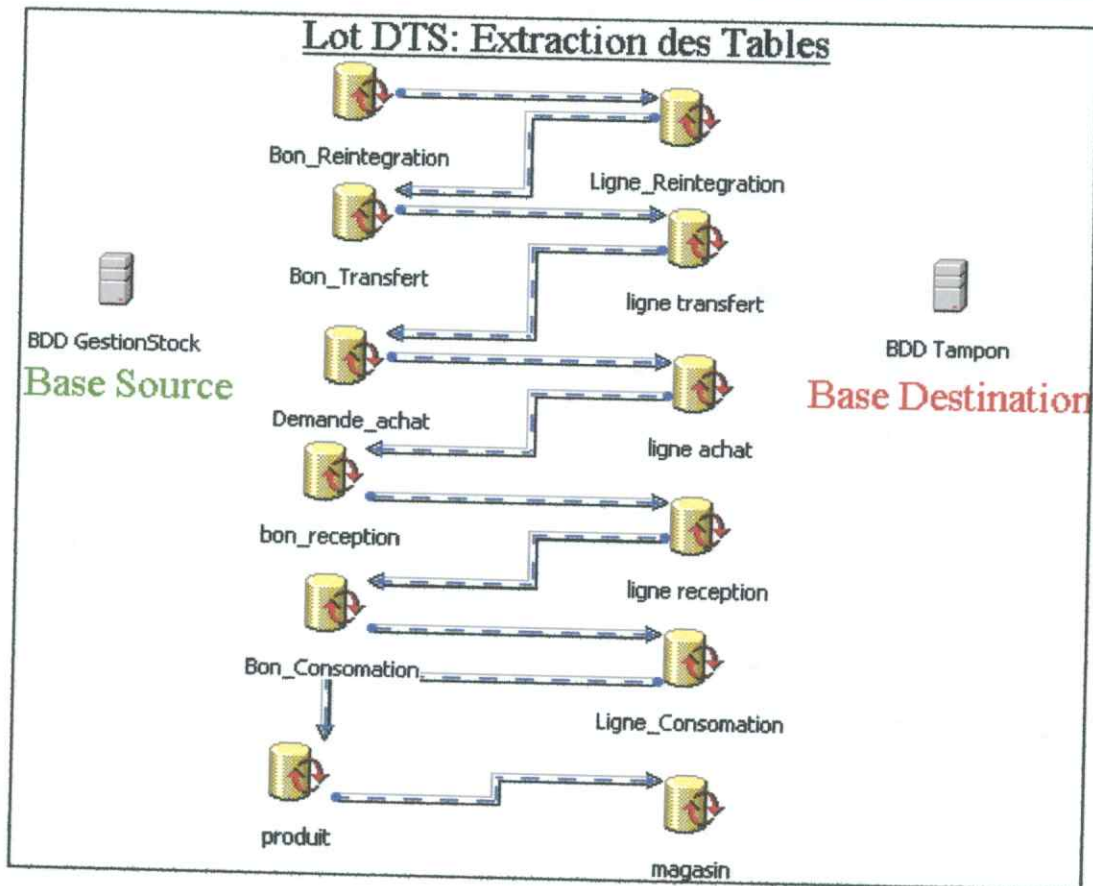 Lot DTS: Extraction des Tables
Bon_Reintegration
Ligne_Reintegration
Bon_Transfert
ligne transfert
BDD GestionStock
Base Source
BDD Tampon
Base Destination
Demande_achat
ligne achat
bon_reception
ligne reception
Bon_Consomation
Ligne_Consomation
produit
magasin